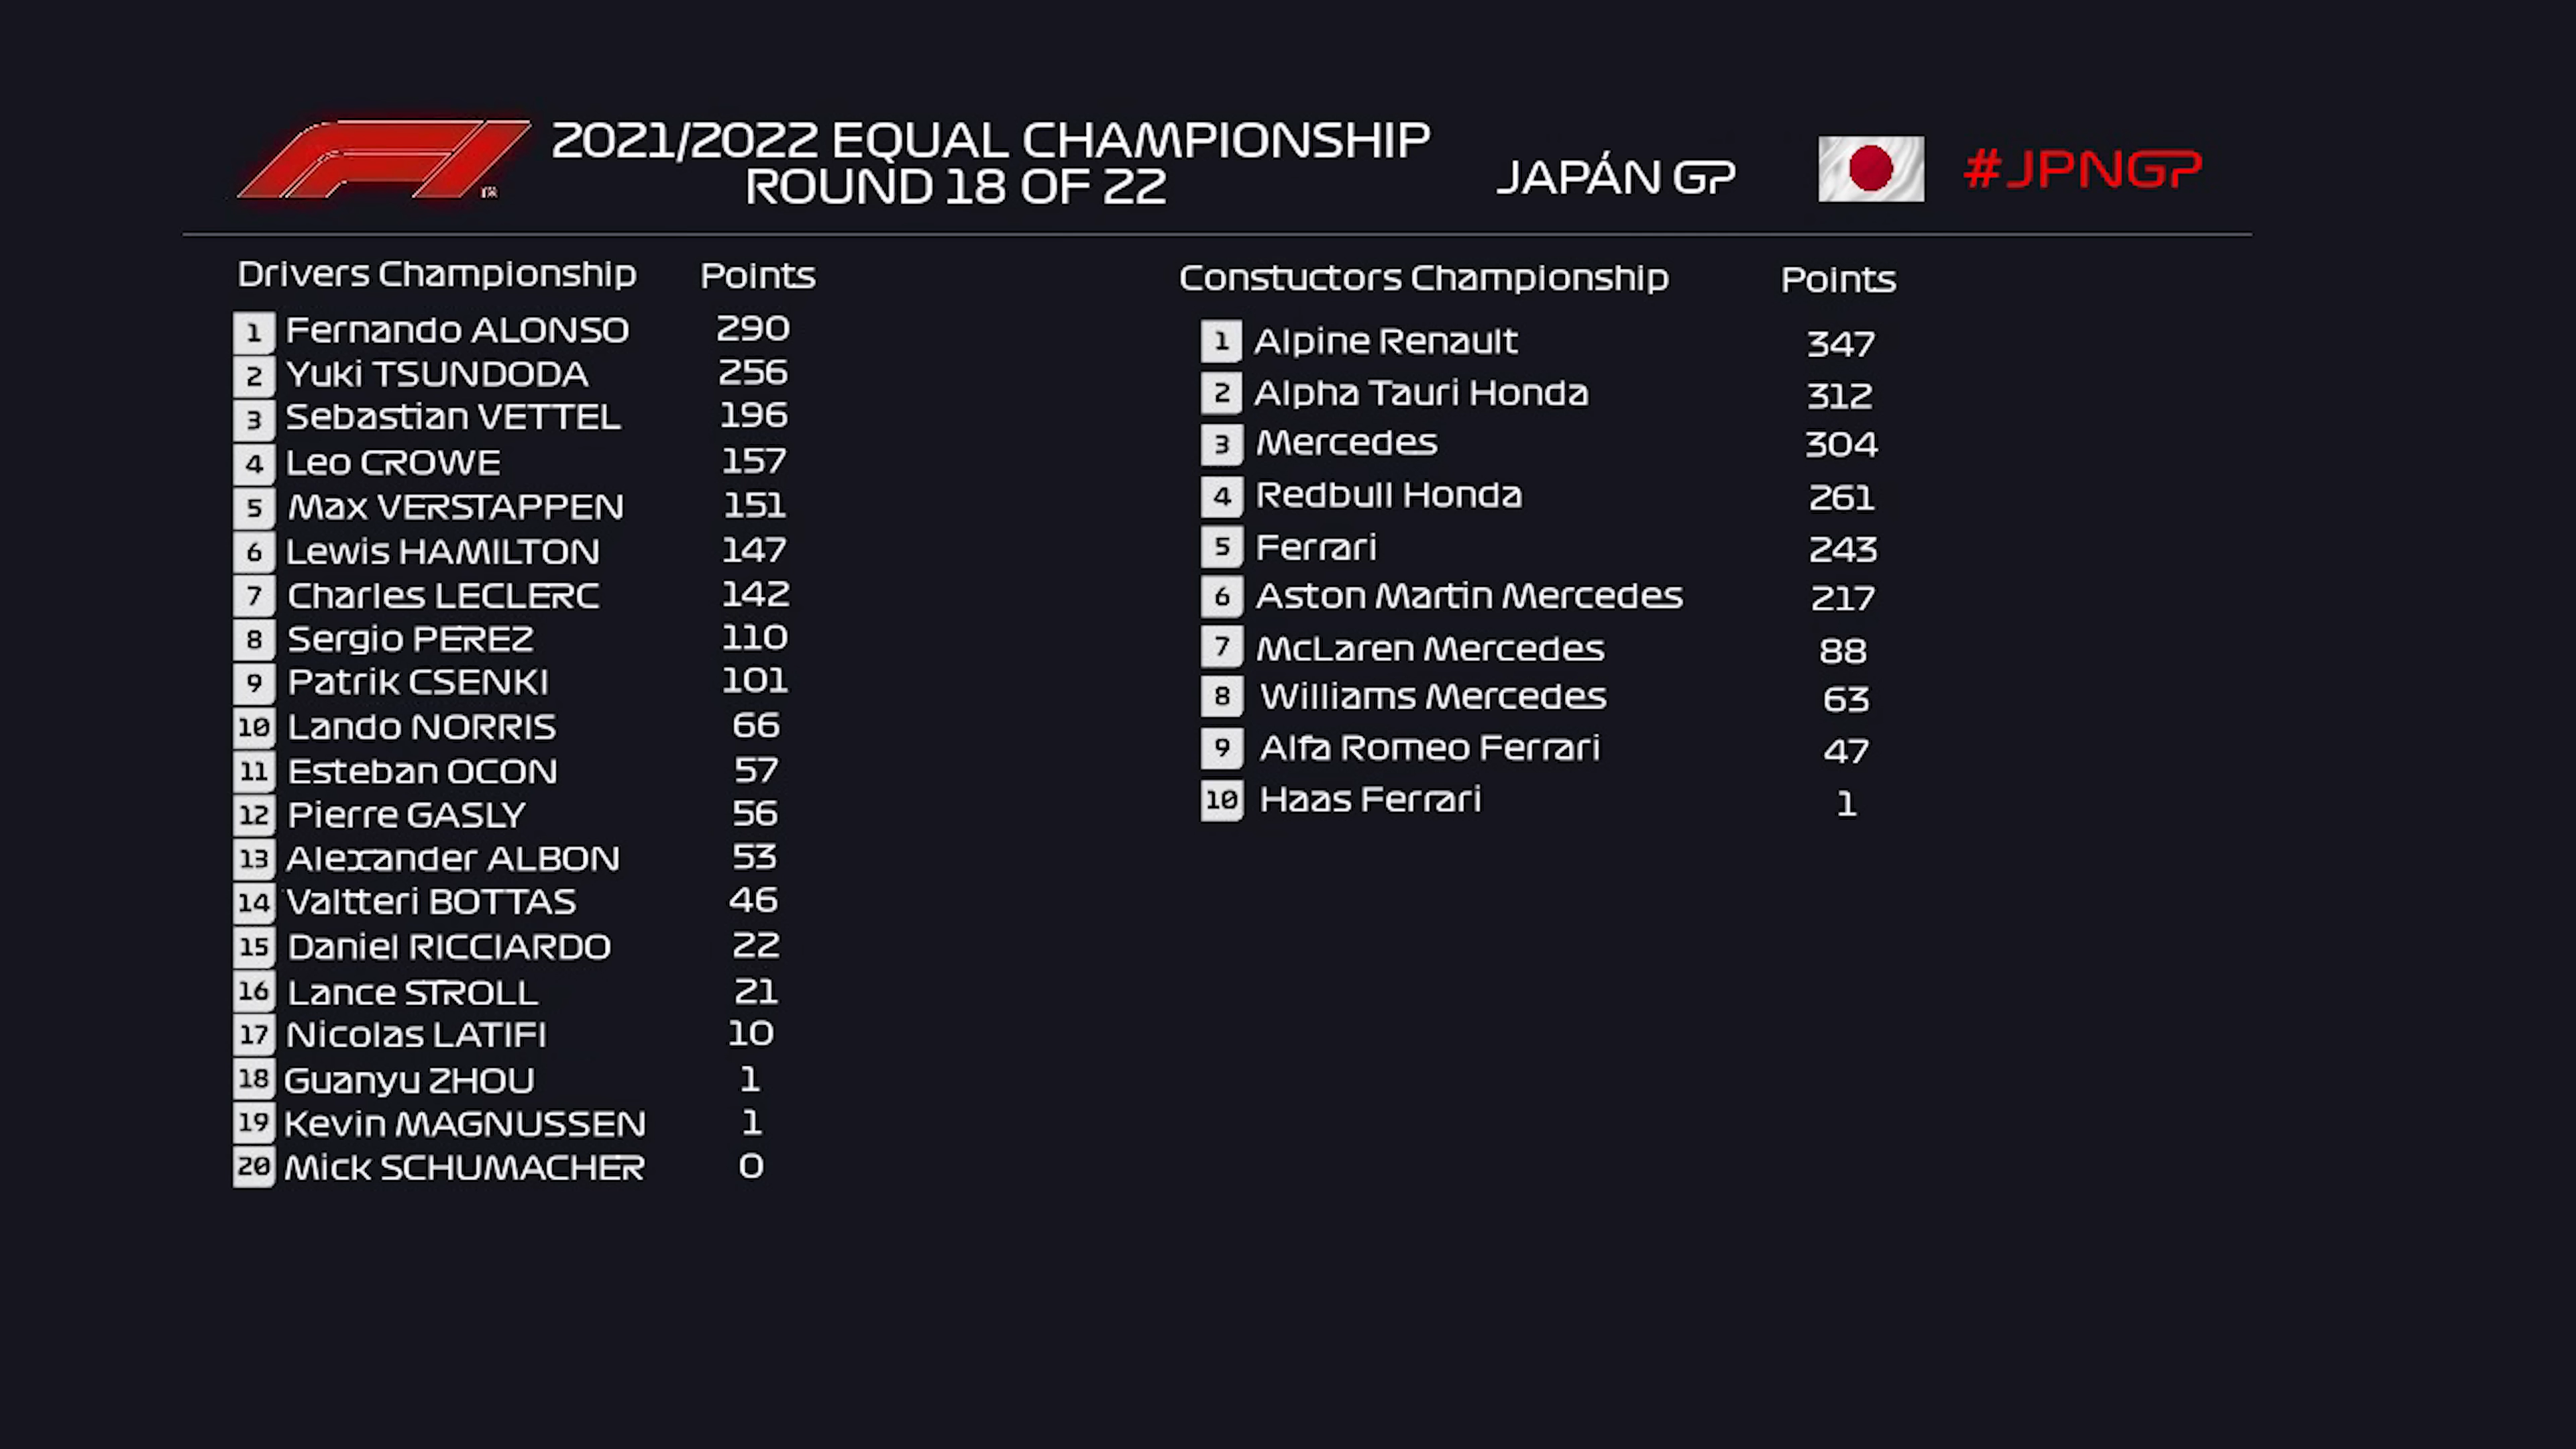 F1 TM
2021/2022 EQUAL CHAMPIONSHIP
ROUND 18 OF 22
JAPÁN GP
#JPNGP
Drivers Championship Points
1 Fernando ALONSO 290
2 Yuki TSUNDODA 256
3 Sebastian VETTEL 196
4 Leo CROWE 157
5 Max VERSTAPPEN 151
6 Lewis HAMILTON 147
7 Charles LECLERC 142
8 Sergio PEREZ 110
9 Patrik CSENKI 101
10 Lando NORRIS 66
11 Esteban OCON 57
12 Pierre GASLY 56
13 Alexander ALBON 53
14 Valtteri BOTTAS 46
15 Daniel RICCIARDO 22
16 Lance STROLL 21
17 Nicolas LATIFI 10
18 Guanyu ZHOU 1
19 Kevin MAGNUSSEN 1
20 Mick SCHUMACHER 0
Constuctors Championship Points
1 Alpine Renault 347
2 Alpha Tauri Honda 312
3 Mercedes 304
4 Redbull Honda 261
5 Ferrari 243
6 Aston Martin Mercedes 217
7 McLaren Mercedes 88
8 Williams Mercedes 63
9 Alfa Romeo Ferrari 47
10 Haas Ferrari 1